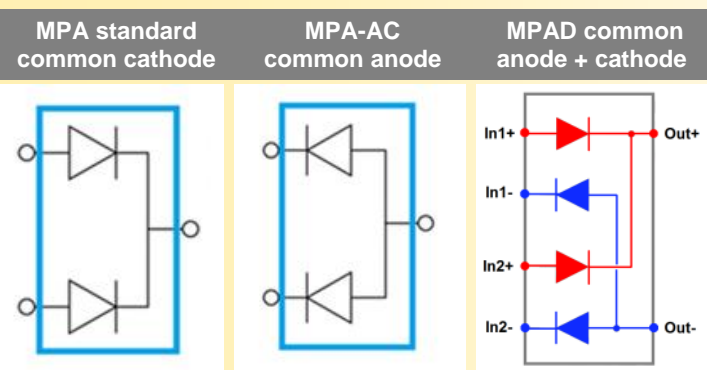 MPA standard
common cathode
MPA-AC
common anode
MPAD common
anode + cathode
In1+
Out+
In1-
In2+
In2-
Out-